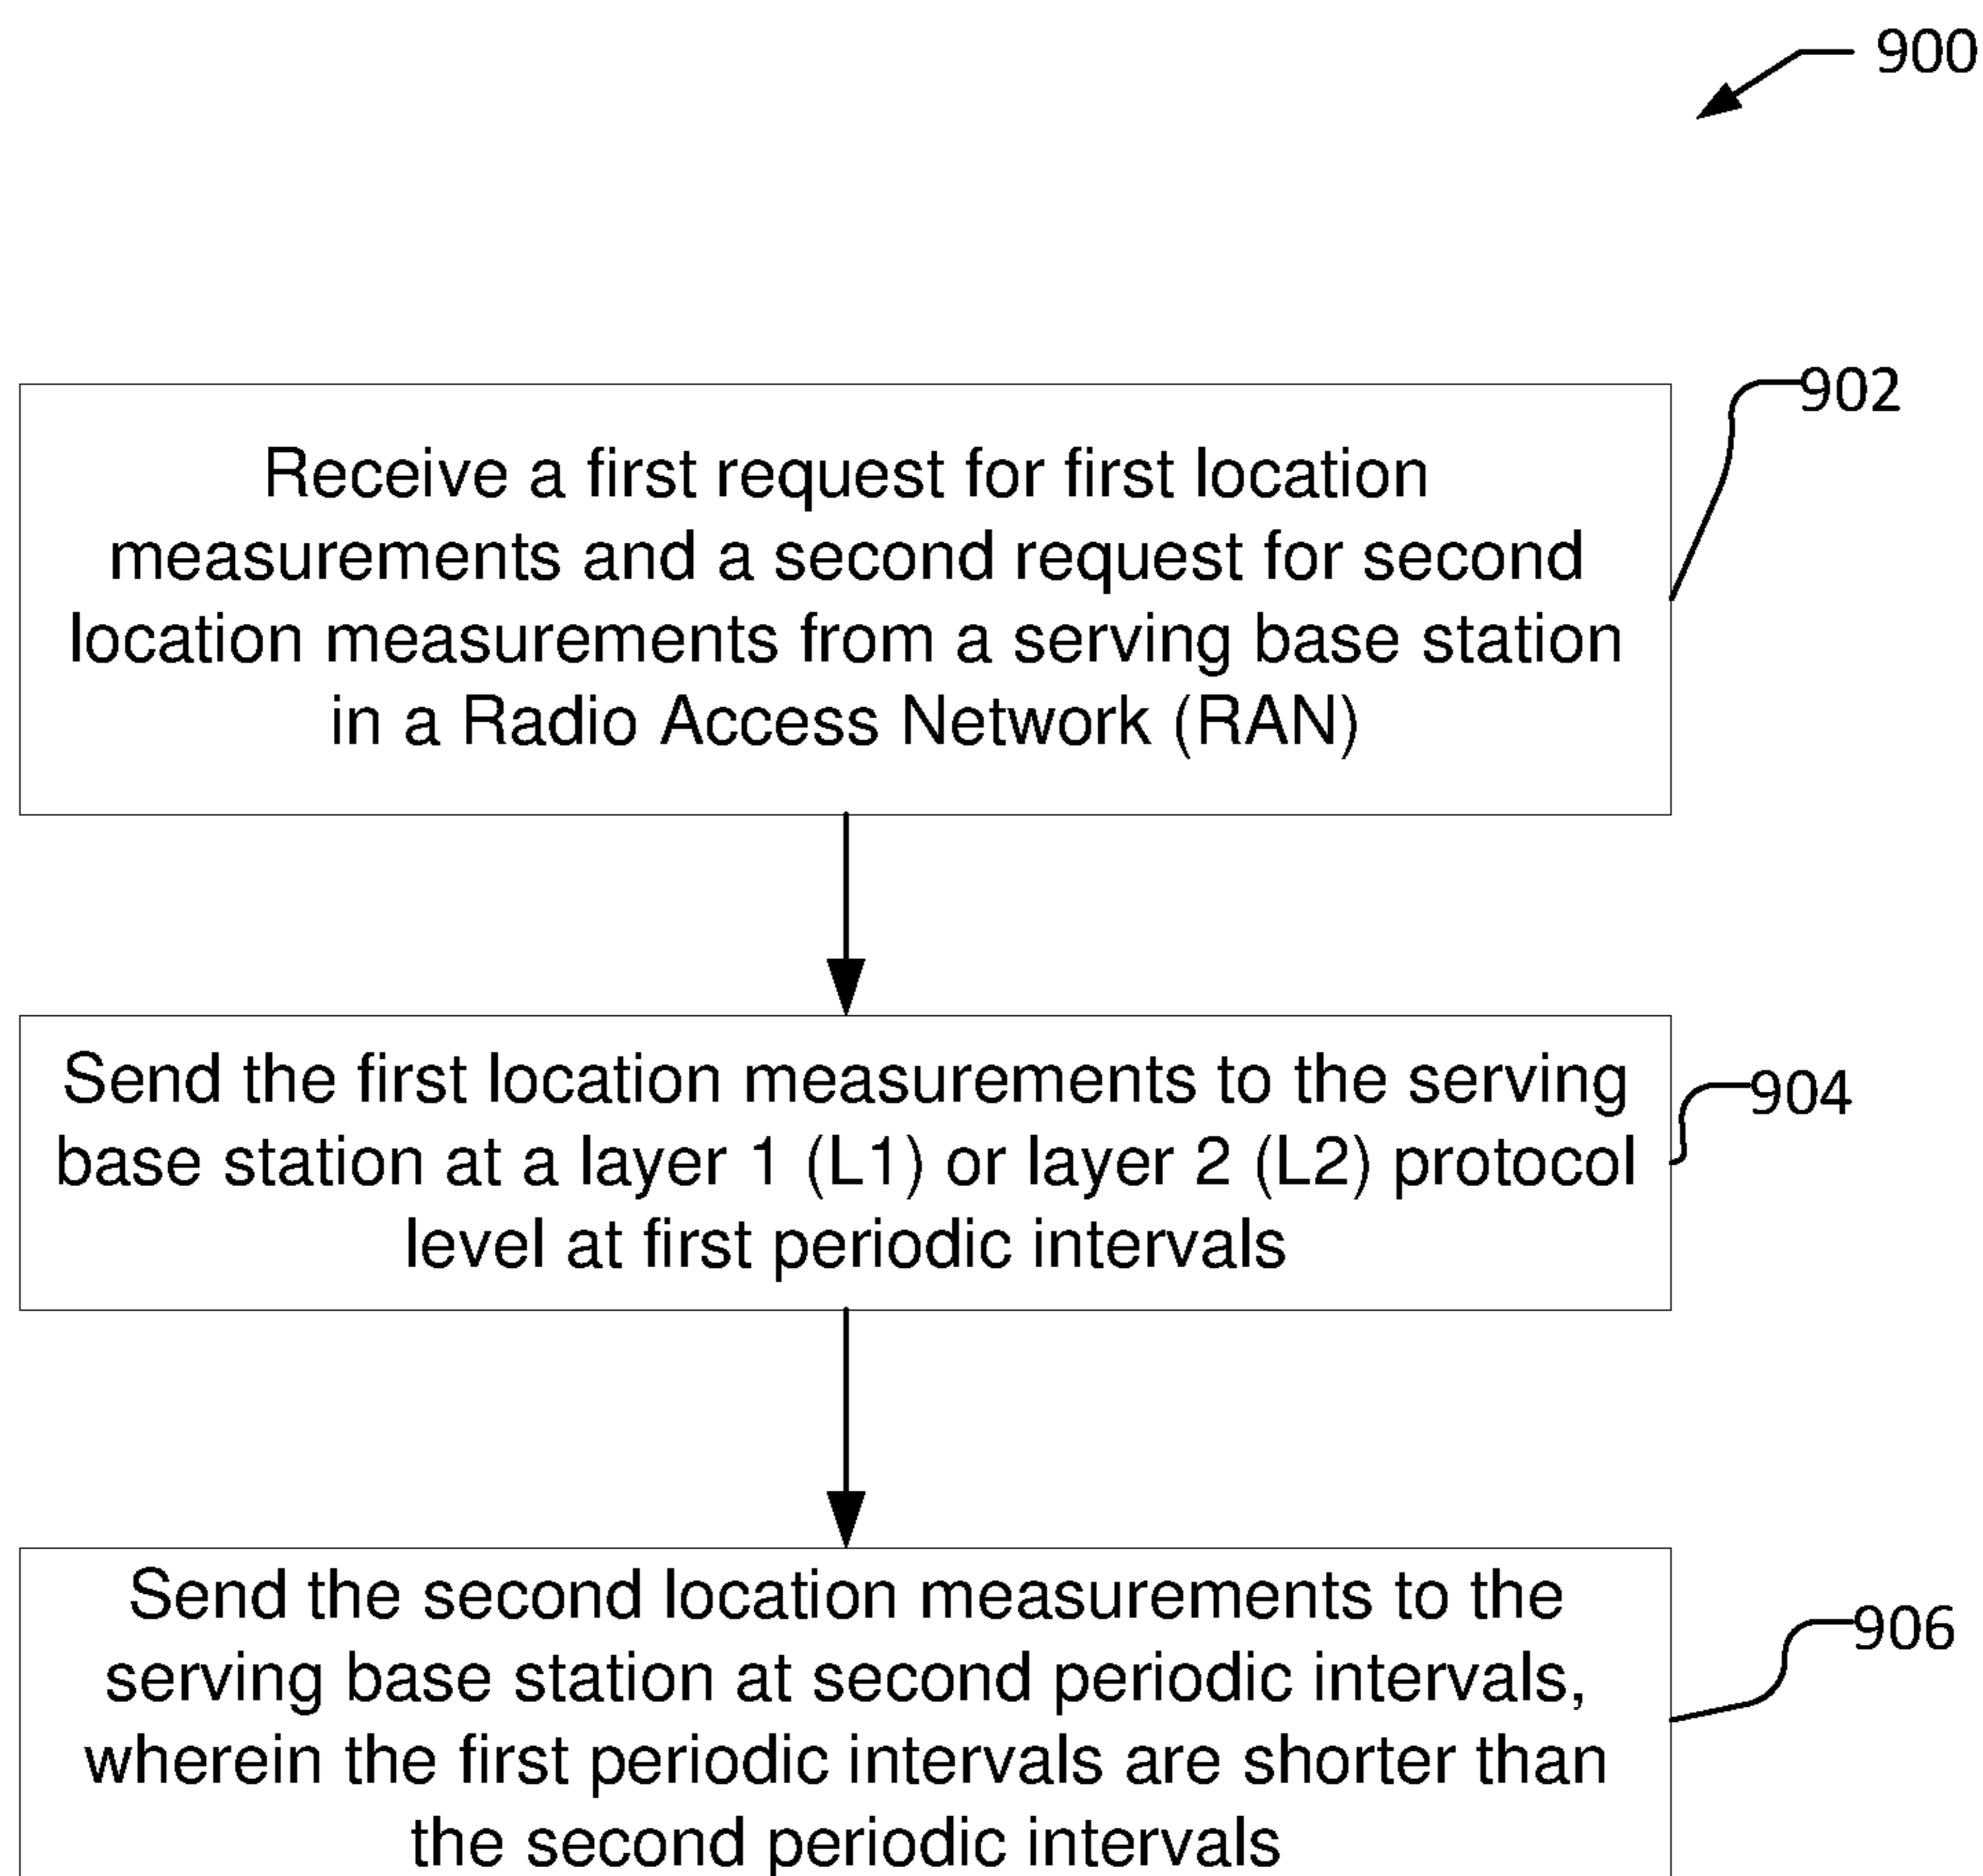 900
902
Receive a first request for first location
measurements and a second request for second
location measurements from a serving base station
in a Radio Access Network (RAN)
904
Send the first location measurements to the serving
base station at a layer 1 (L1) or layer 2 (L2) protocol
level at first periodic intervals
906
Send the second location measurements to the
serving base station at second periodic intervals,
wherein the first periodic intervals are shorter than
the second periodic intervals